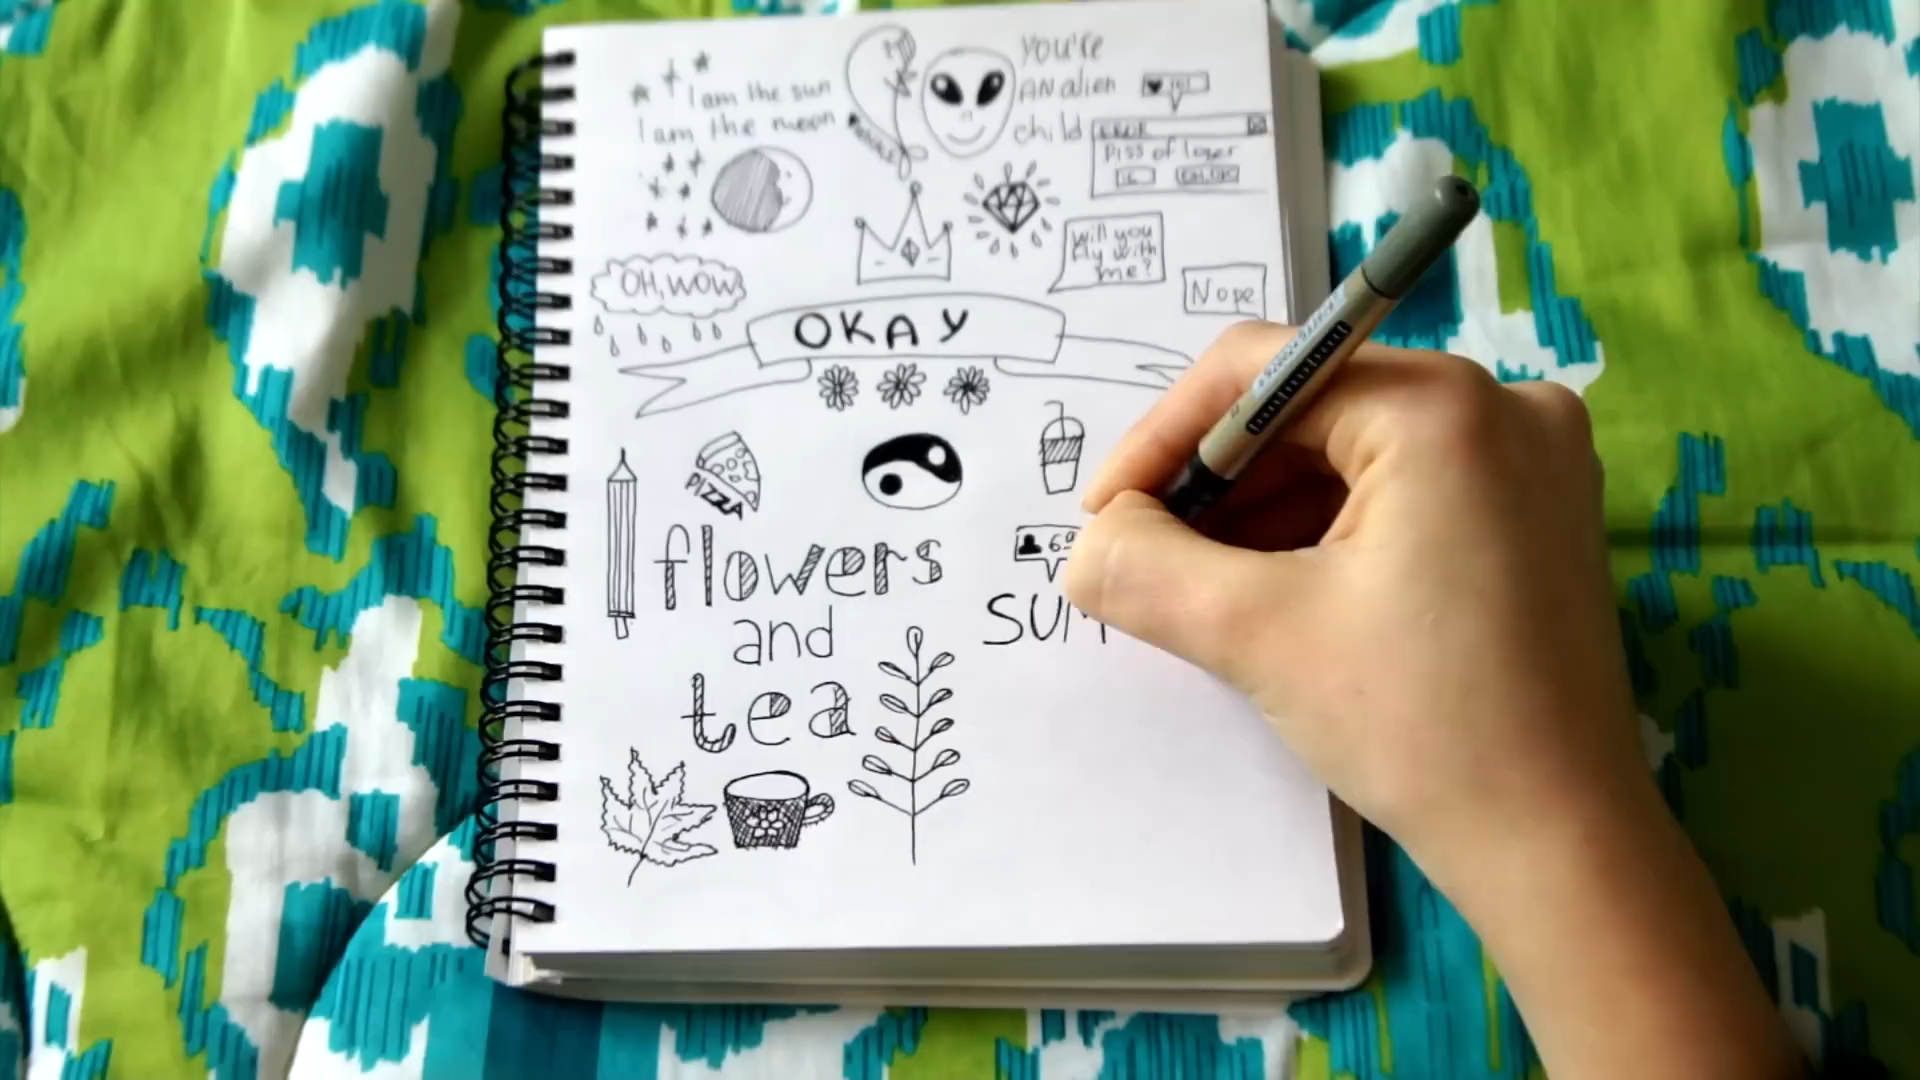 I am the sun
I am the moon
You're
AN alien
child
Piss of loser
will you
fly with
me?
Nope
OH, WOW
OKAY
PIZZA
flowers
and
tea
SUM